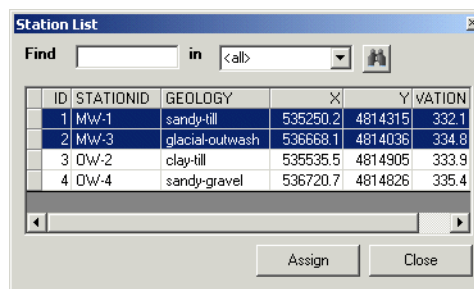 Station List
Find in <all>
ID STATIONID GEOLOGY X Y VATION
1 MW-1 sandy-till 535250.2 4814315 332.1
2 MW-3 glacial-outwash 536668.1 4814036 334.8
3 OW-2 clay-till 535535.5 4814905 333.9
4 OW-4 sandy-gravel 536720.7 4814826 335.4
Assign Close